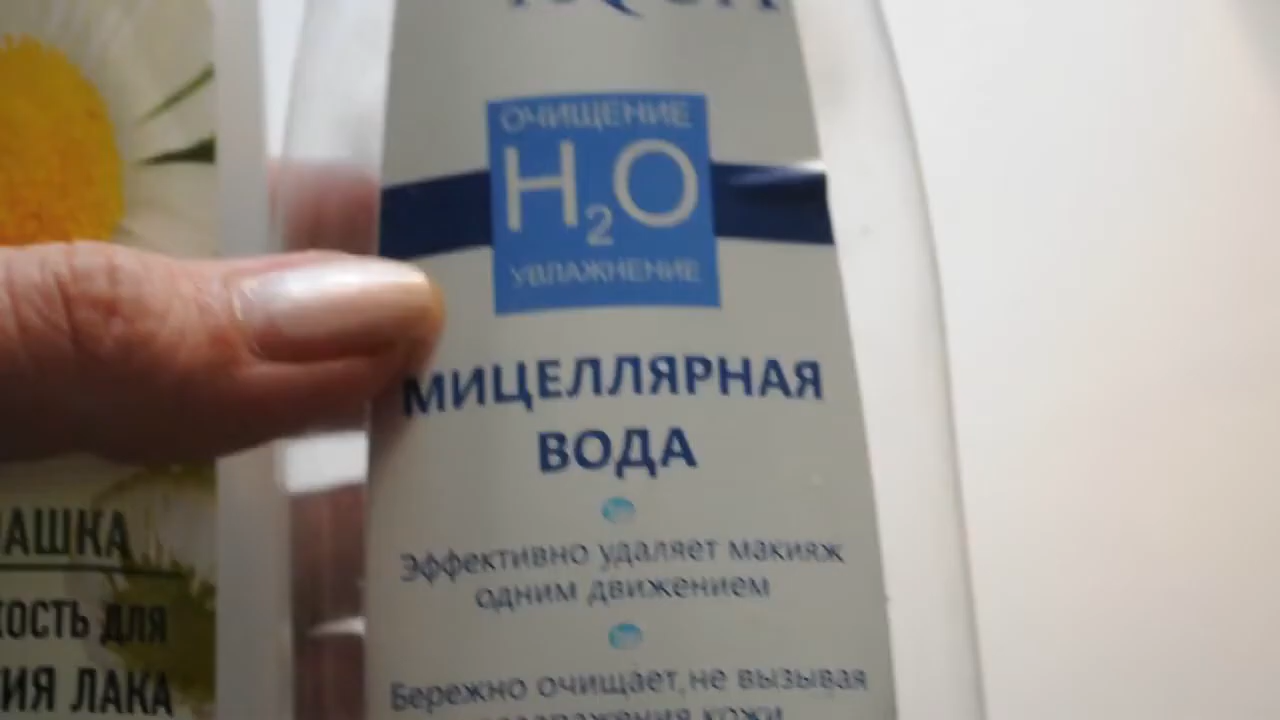 ОЧИЩЕНИЕ
H₂O
УВЛАЖНЕНИЕ
МИЦЕЛЛЯРНАЯ
ВОДА
Эффективно удаляет макияж
одним движением
Бережно очищает, не вызывая
кожи
АШКА
КОСТЬ ДЛЯ
ИЯ ЛАКА